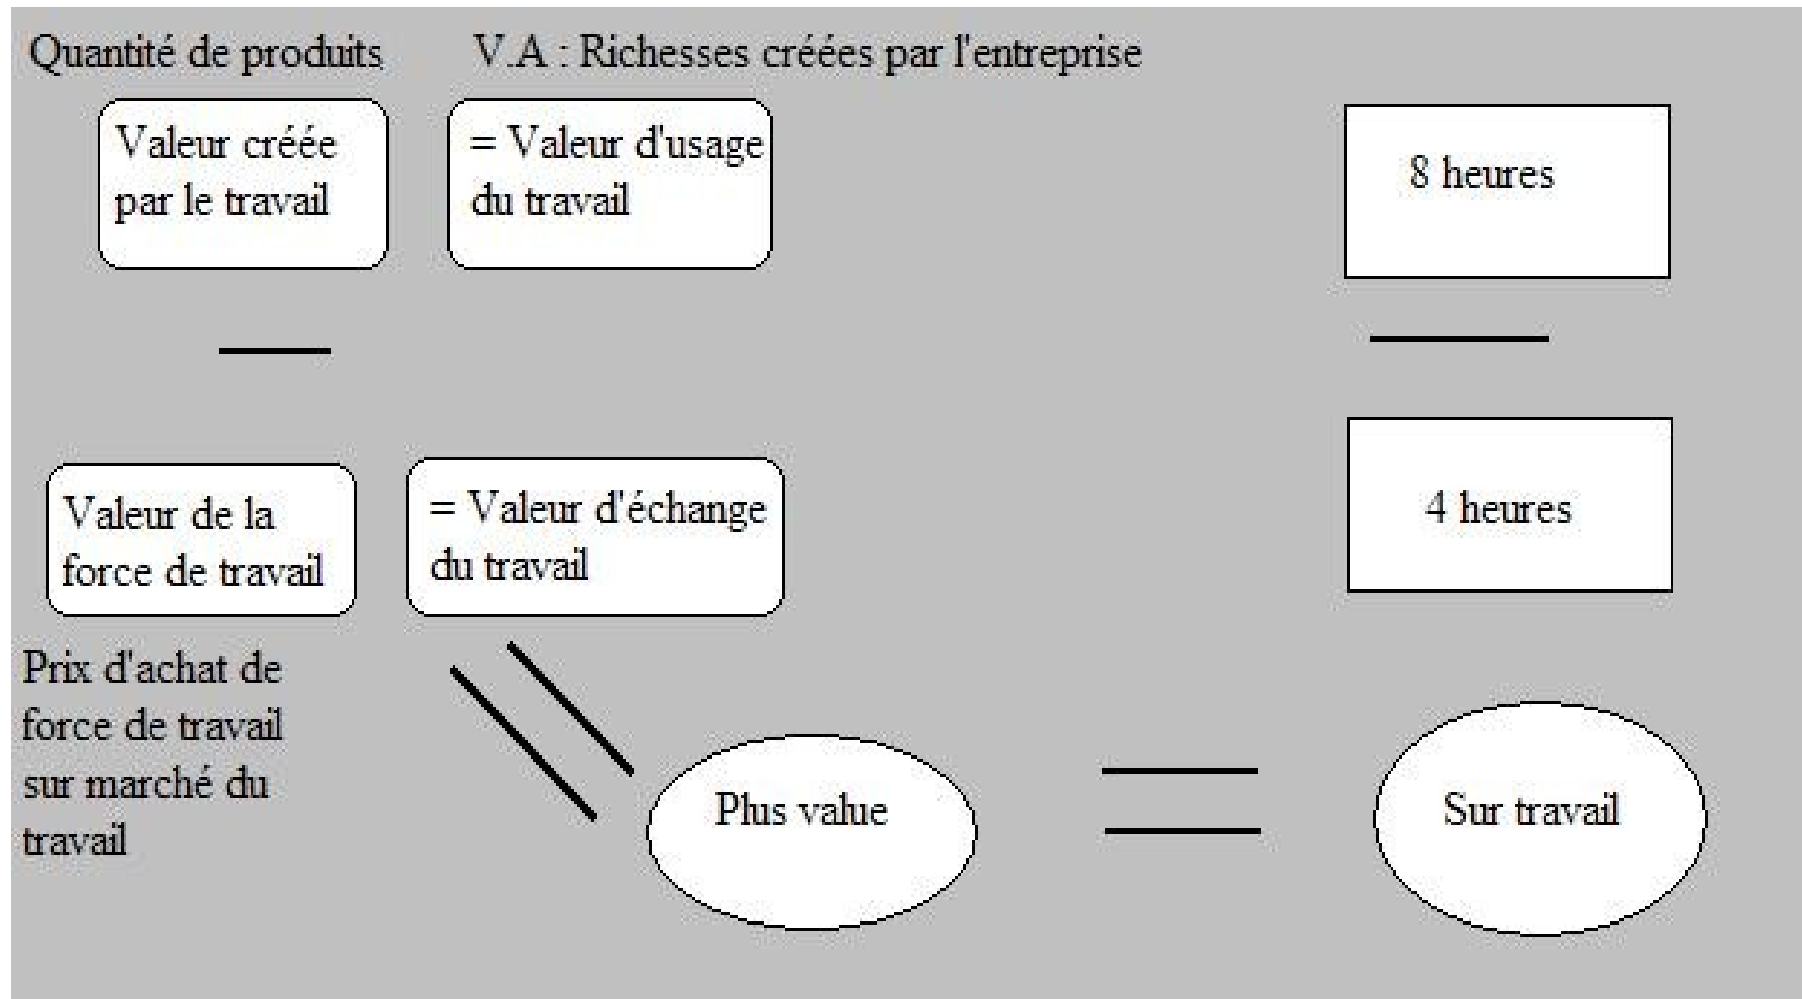 Quantité de produits
V.A : Richesses créées par l'entreprise
Valeur créée
par le travail
= Valeur d'usage
du travail
8 heures
Valeur de la
force de travail
= Valeur d'échange
du travail
4 heures
Prix d'achat de
force de travail
sur marché du
travail
Plus value
Sur travail